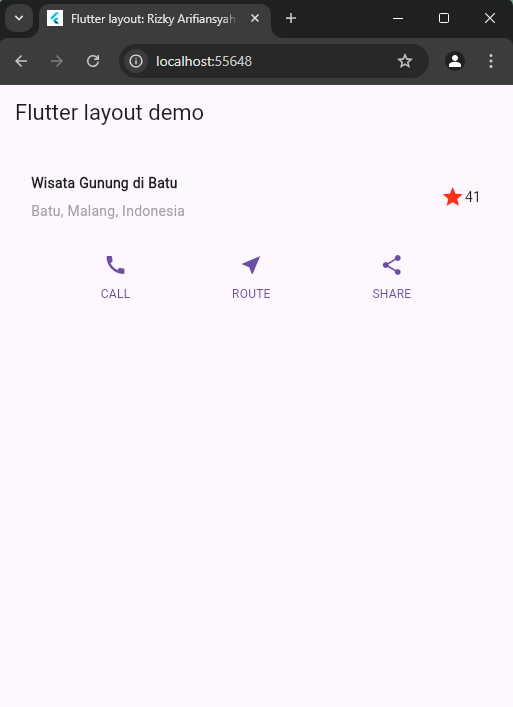 Flutter layout: Rizky Arifiansyah
localhost:55648
Flutter layout demo
Wisata Gunung di Batu
41
Batu, Malang, Indonesia
CALL ROUTE SHARE